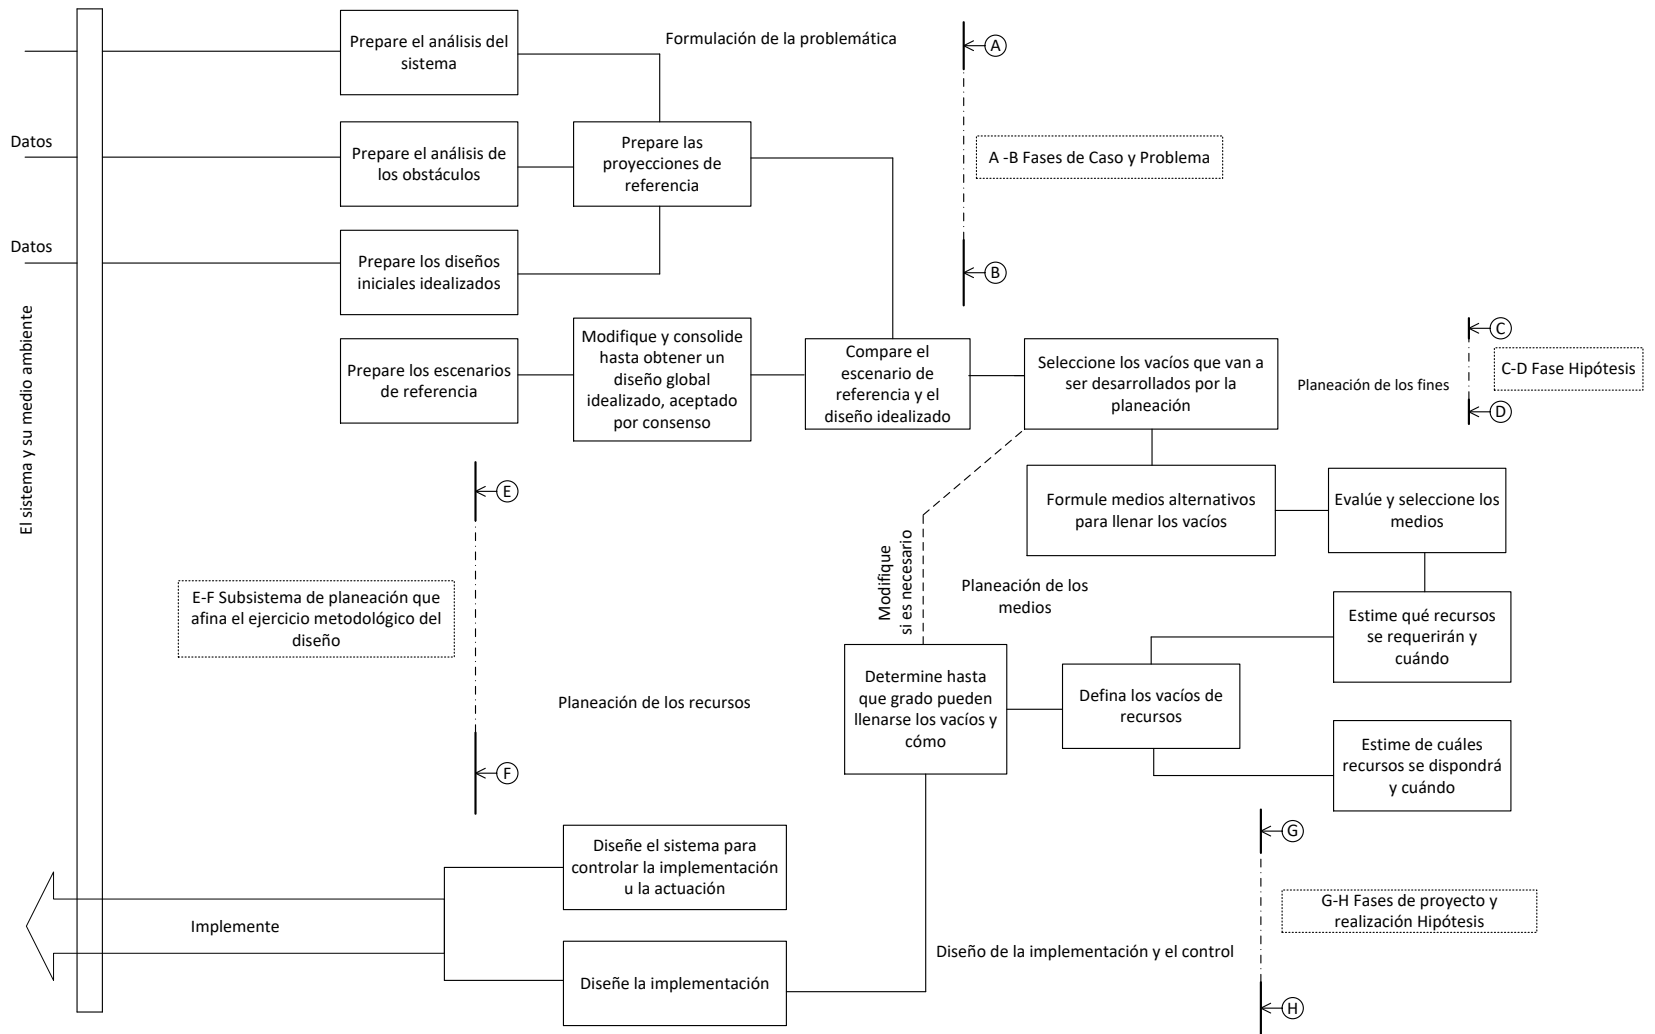 Prepare el análisis del
sistema
Formulación de la problemática
A
Datos
Prepare el análisis de
los obstáculos
Prepare las
proyecciones de
referencia
A -B Fases de Caso y Problema
Datos
Prepare los diseños
iniciales idealizados
B
El sistema y su medio ambiente
Prepare los escenarios
de referencia
Modifique y consolide
hasta obtener un
diseño global
idealizado, aceptado
por consenso
Compare el
escenario de
referencia y el
diseño idealizado
Seleccione los vacíos que van a
ser desarrollados por la
planeación
Planeación de los fines
C
C-D Fase Hipótesis
D
E
Formule medios alternativos
para llenar los vacíos
Evalúe y seleccione los
medios
Modifique
si es necesario
Planeación de los
medios
E-F Subsistema de planeación que
afina el ejercicio metodológico del
diseño
Estime qué recursos
se requerirán y
cuándo
Planeación de los recursos
Determine hasta
que grado pueden
llenarse los vacíos y
cómo
Defina los vacíos de
recursos
Estime de cuáles
recursos se dispondrá
y cuándo
F
G
Diseñe el sistema para
controlar la implementación
u la actuación
G-H Fases de proyecto y
realización Hipótesis
Implemente
Diseñe la implementación
Diseño de la implementación y el control
H